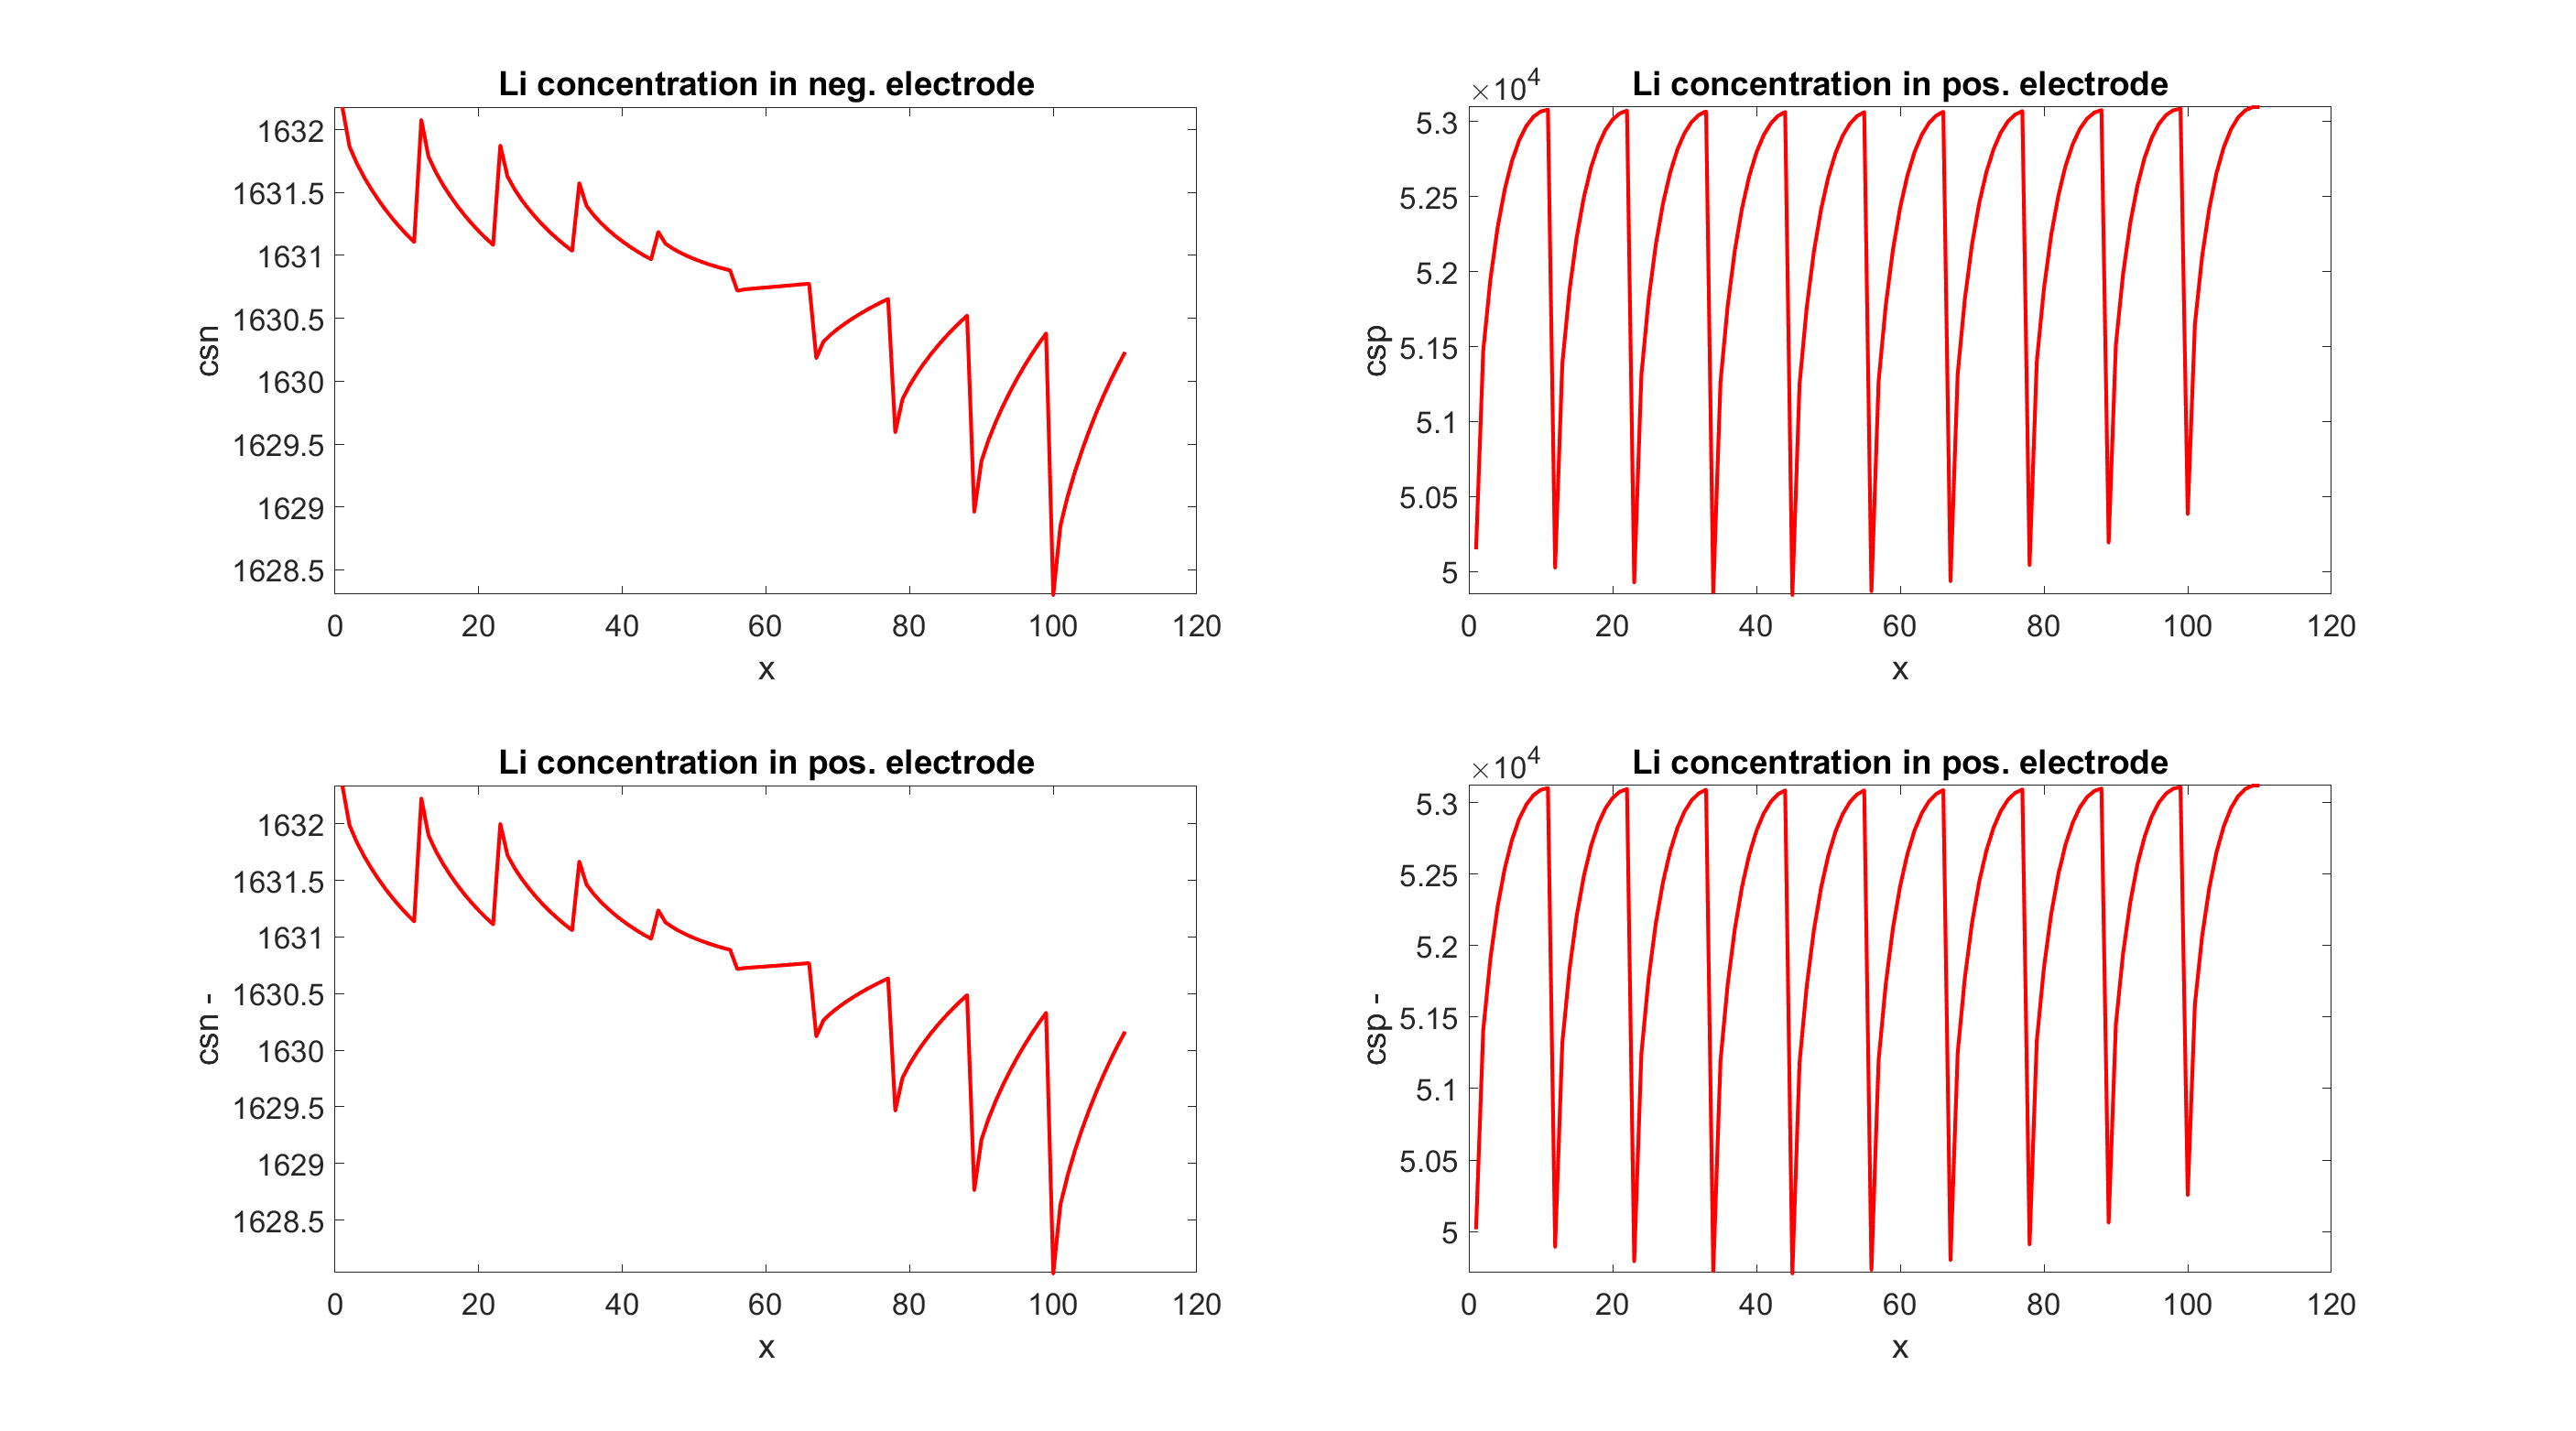 Li concentration in neg. electrode
1632
1631.5
1631
1630.5
1630
1629.5
1629
1628.5
csn
0 20 40 60 80 100 120
x
Li concentration in pos. electrode
×10^4
5.3
5.25
5.2
5.15
5.1
5.05
5
csp
0 20 40 60 80 100 120
x
Li concentration in pos. electrode
1632
1631.5
1631
1630.5
1630
1629.5
1629
1628.5
csn -
0 20 40 60 80 100 120
x
Li concentration in pos. electrode
×10^4
5.3
5.25
5.2
5.15
5.1
5.05
5
csp -
0 20 40 60 80 100 120
x